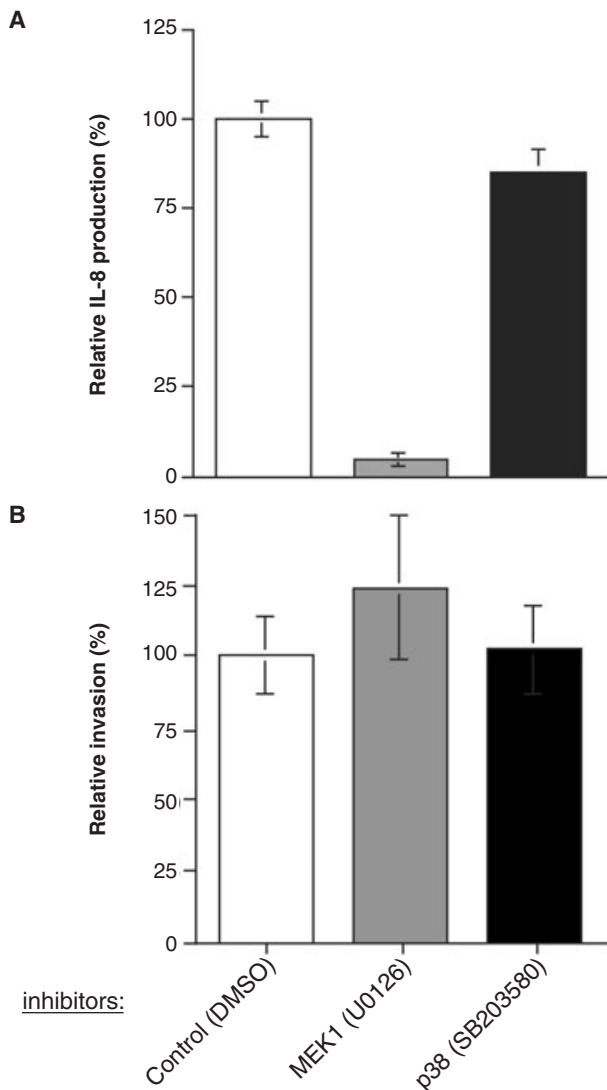 A
Relative IL-8 production (%)
125
100
75
50
25
0
B
Relative invasion (%)
150
125
100
75
50
25
0
inhibitors:
Control (DMSO)
MEK1 (U0126)
p38 (SB203580)